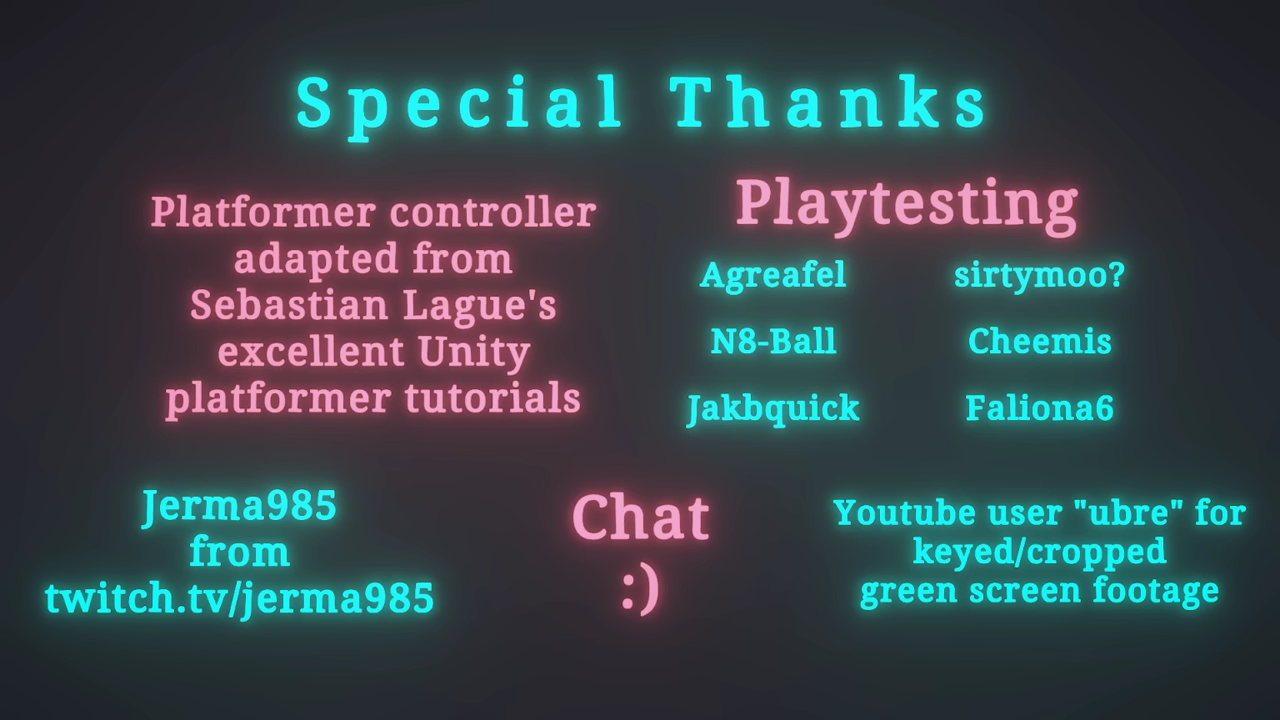 Special Thanks
Platformer controller
adapted from
Sebastian Lague's
excellent Unity
platformer tutorials
Playtesting
Agreafel
sirtymoo?
N8-Ball
Cheemis
Jakbquick
Faliona6
Jerma985
from
twitch.tv/jerma985
Chat
:)
Youtube user "ubre" for
keyed/cropped
green screen footage